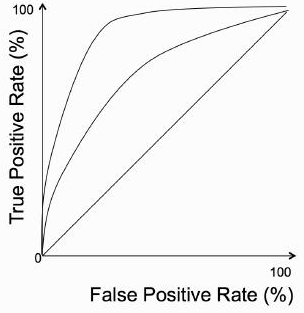 100
True Positive Rate (%)
0
100
False Positive Rate (%)